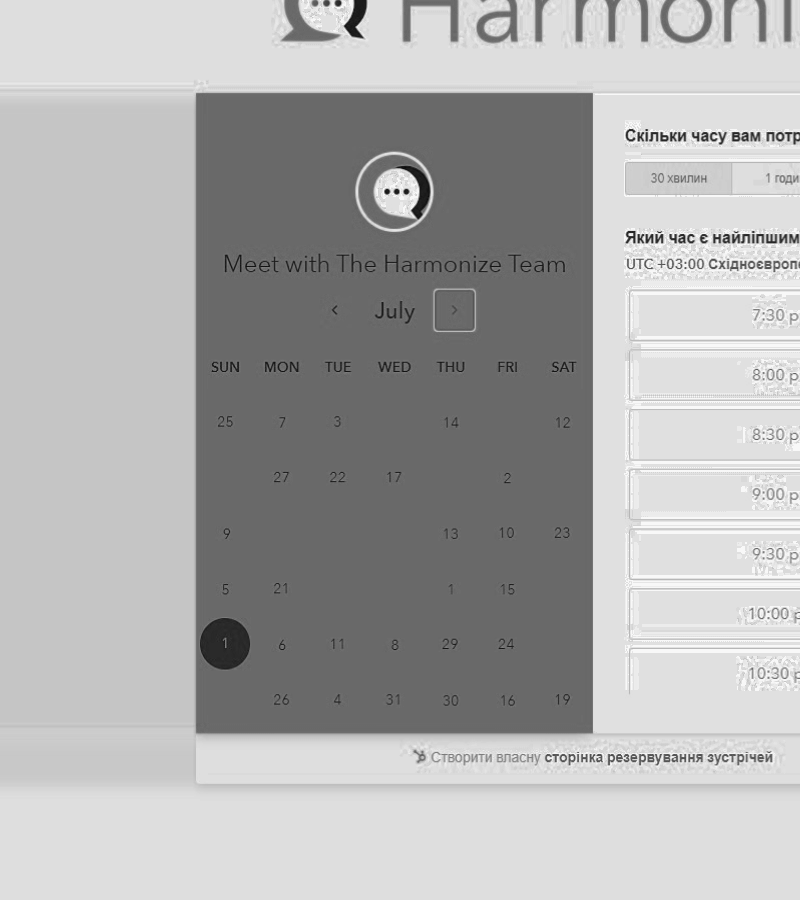 Harmoni
Meet with The Harmonize Team
July
SUN MON TUE WED THU FRI SAT
25 7 3 14 12
27 22 17 2
9 13 10 23
5 21 1 15
1 6 11 8 29 24
26 4 31 30 16 19
Скільки часу вам потр
30 хвилин 1 годи
Який час є найліпшим
UTC +03:00 Східноєвропе
7:30 p
8:00 p
8:30 p
9:00 p
9:30 p
10:00 p
10:30 p
Створити власну сторінка резервування зустрічей